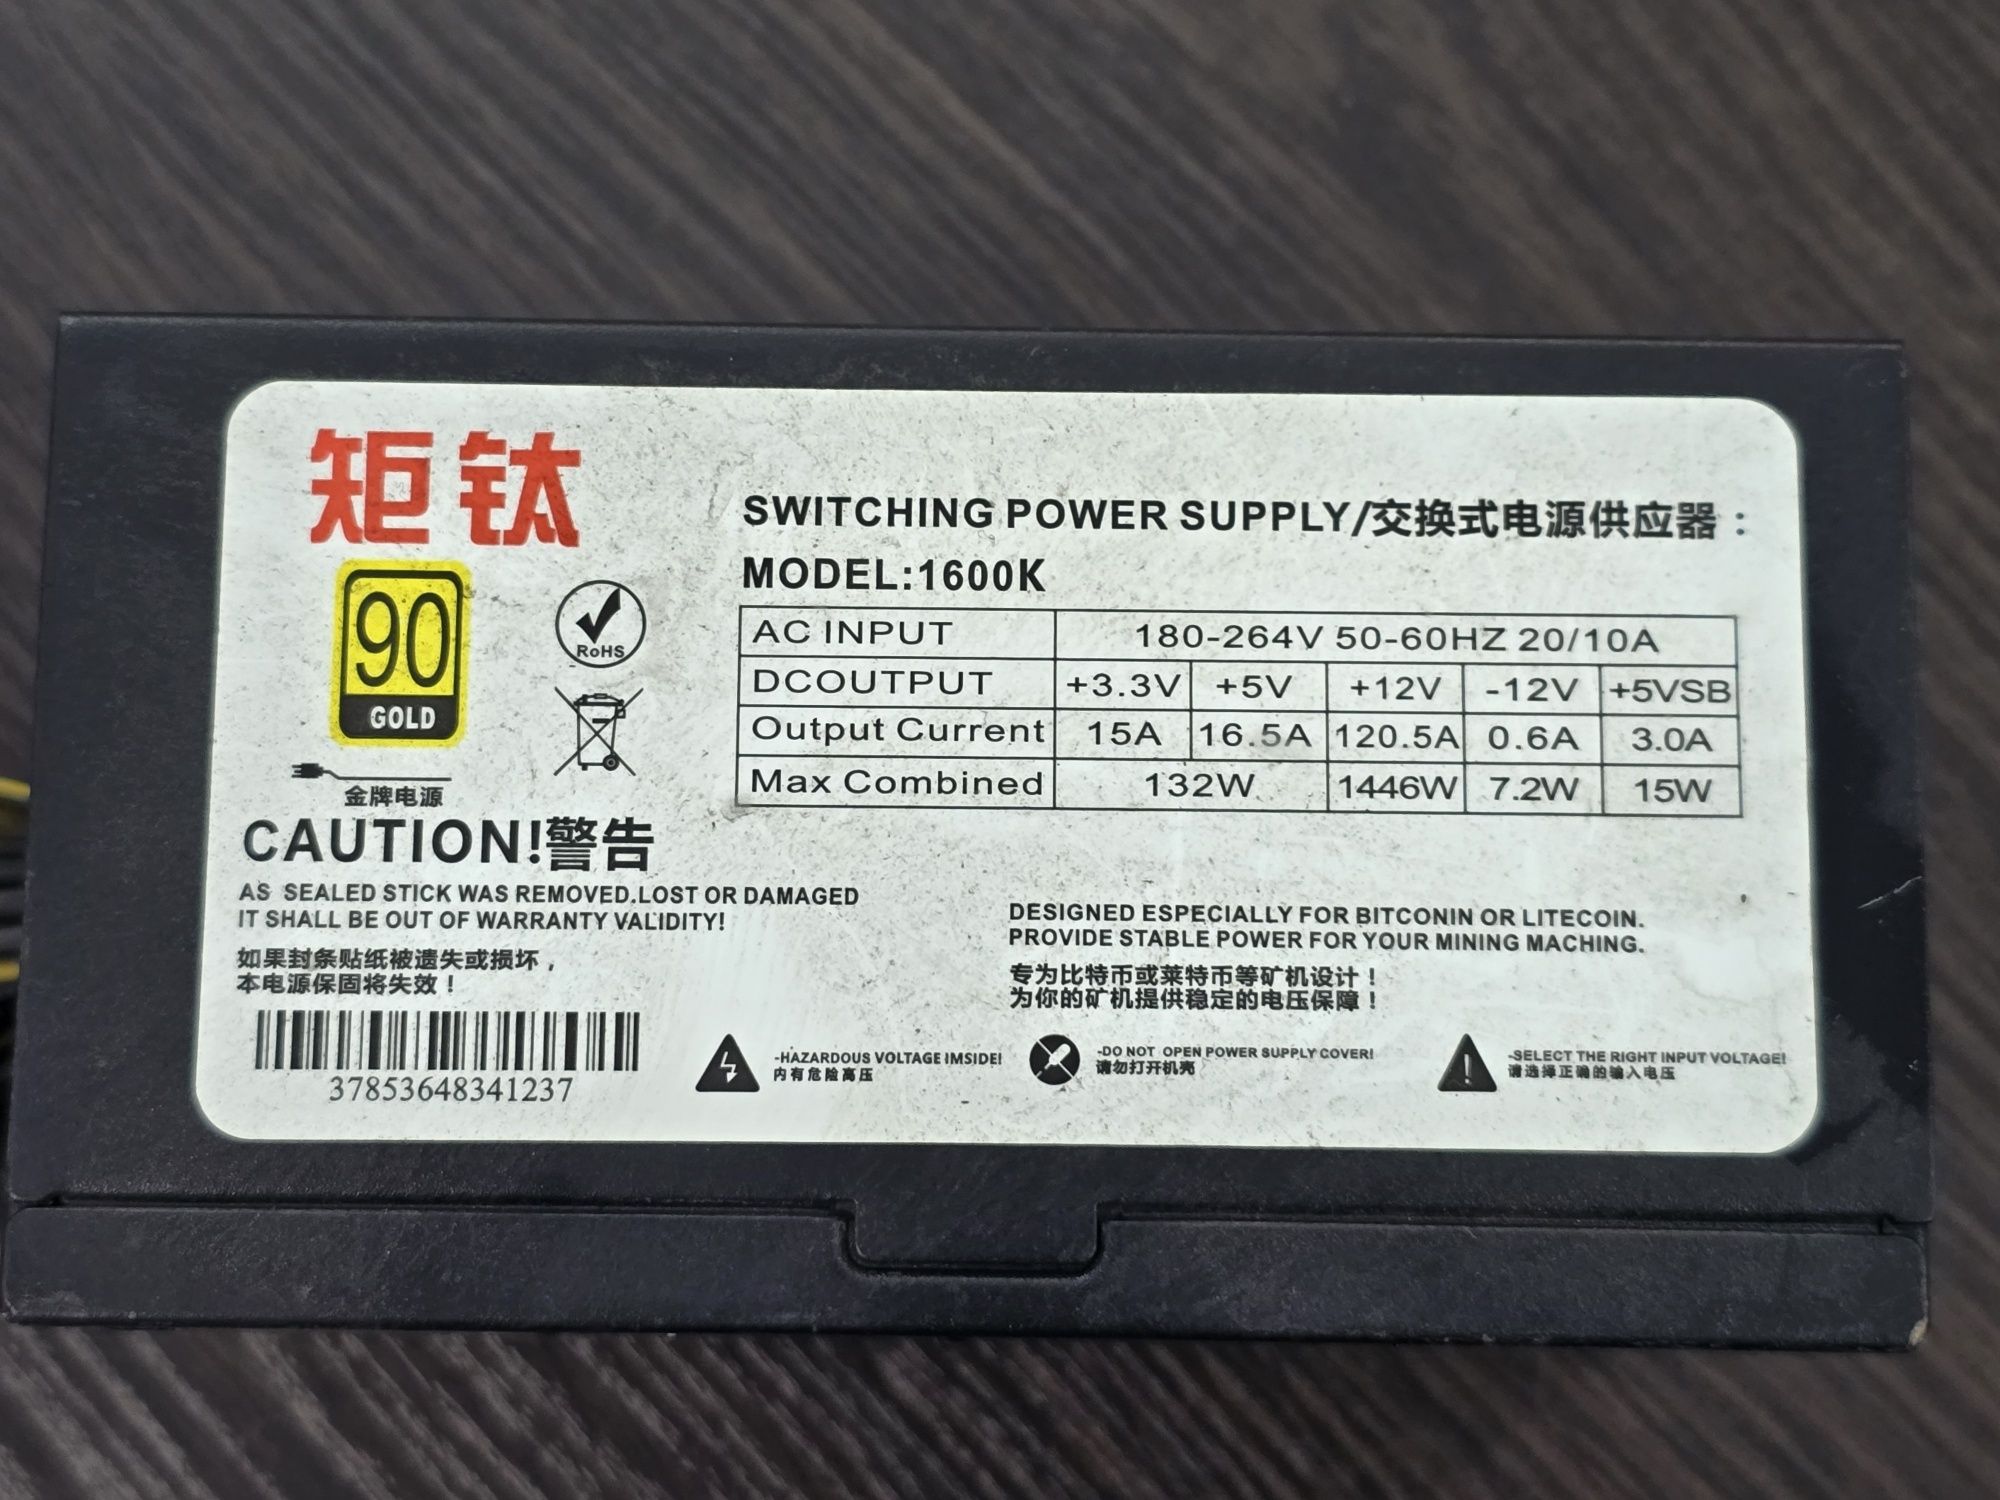 矩钛
90
GOLD
RoHS
金牌电源
SWITCHING POWER SUPPLY/交换式电源供应器：
MODEL:1600K
AC INPUT 180-264V 50-60HZ 20/10A
DCOUTPUT +3.3V +5V +12V -12V +5VSB
Output Current 15A 16.5A 120.5A 0.6A 3.0A
Max Combined 132W 1446W 7.2W 15W
CAUTION!警告
AS SEALED STICK WAS REMOVED.LOST OR DAMAGED
IT SHALL BE OUT OF WARRANTY VALIDITY!
如果封条贴纸被遗失或损坏，
本电源保固将失效！
37853648341237
DESIGNED ESPECIALLY FOR BITCONIN OR LITECOIN.
PROVIDE STABLE POWER FOR YOUR MINING MACHING.
专为比特币或莱特币等矿机设计！
为你的矿机提供稳定的电压保障！
-HAZARDOUS VOLTAGE IMSIDE!
内有危险高压
-DO NOT OPEN POWER SUPPLY COVER!
请勿打开机壳
-SELECT THE RIGHT INPUT VOLTAGE!
请选择正确的输入电压